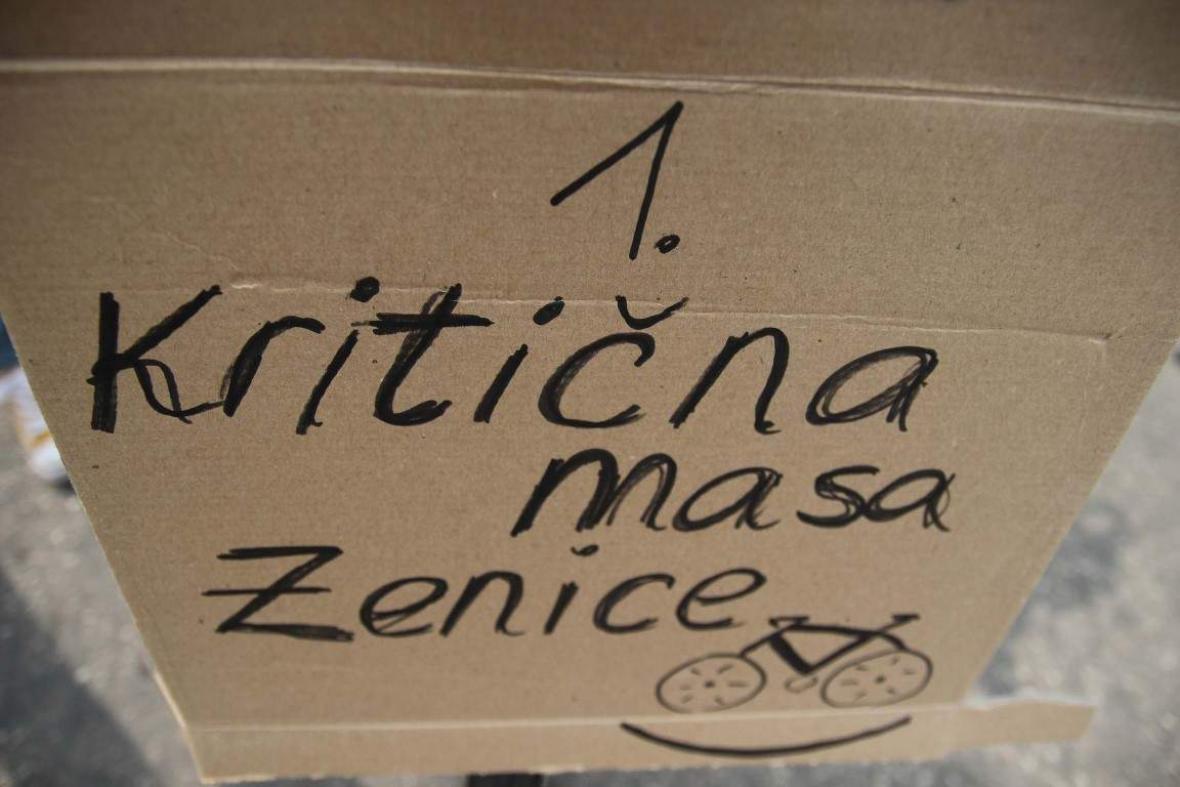 1.
Kritična
masa
Zenice